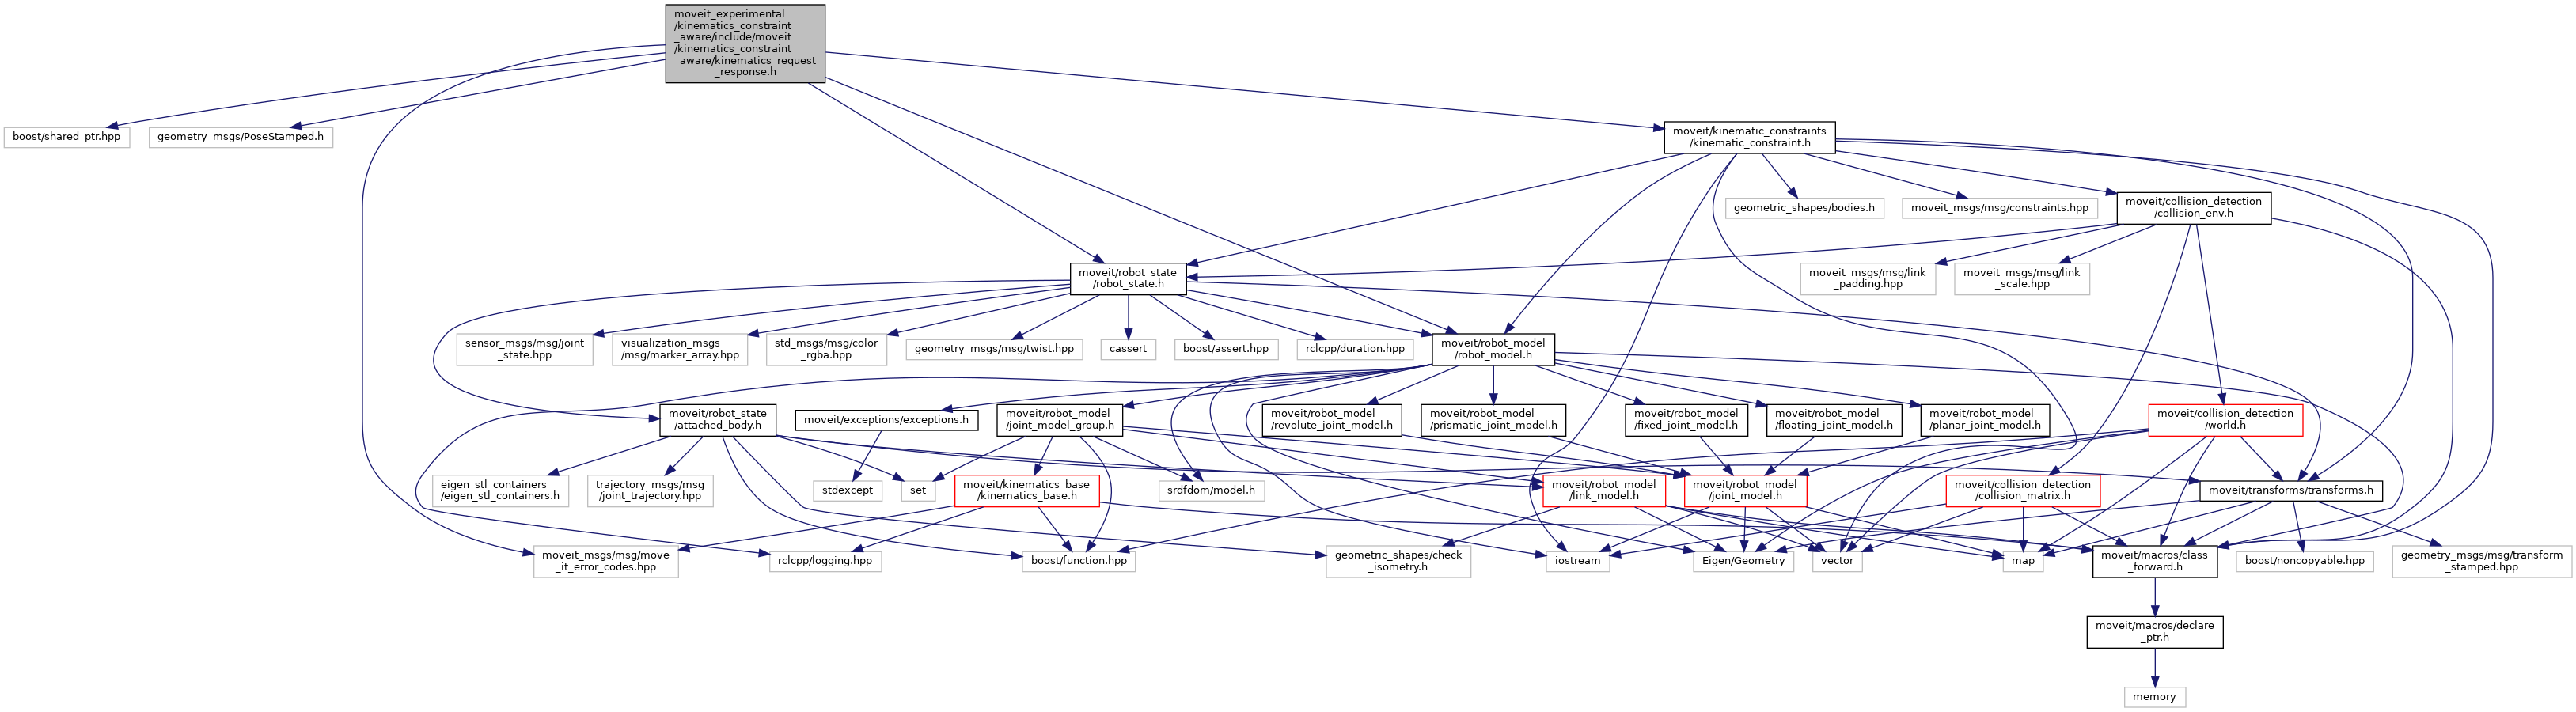 moveit_experimental
/kinematics_constraint
_aware/include/moveit
/kinematics_constraint
_aware/kinematics_request
_response.h
boost/shared_ptr.hpp
geometry_msgs/PoseStamped.h
moveit/kinematic_constraints
/kinematic_constraint.h
geometric_shapes/bodies.h
moveit_msgs/msg/constraints.hpp
moveit/collision_detection
/collision_env.h
moveit/robot_state
/robot_state.h
moveit_msgs/msg/link
_padding.hpp
moveit_msgs/msg/link
_scale.hpp
sensor_msgs/msg/joint
_state.hpp
visualization_msgs
/msg/marker_array.hpp
std_msgs/msg/color
_rgba.hpp
geometry_msgs/msg/twist.hpp
cassert
boost/assert.hpp
rclcpp/duration.hpp
moveit/robot_model
/robot_model.h
moveit/robot_state
/attached_body.h
moveit/exceptions/exceptions.h
moveit/robot_model
/joint_model_group.h
moveit/robot_model
/revolute_joint_model.h
moveit/robot_model
/prismatic_joint_model.h
moveit/robot_model
/fixed_joint_model.h
moveit/robot_model
/floating_joint_model.h
moveit/robot_model
/planar_joint_model.h
moveit/collision_detection
/world.h
eigen_stl_containers
/eigen_stl_containers.h
trajectory_msgs/msg
/joint_trajectory.hpp
stdexcept
set
moveit/kinematics_base
/kinematics_base.h
srdfdom/model.h
moveit/robot_model
/link_model.h
moveit/robot_model
/joint_model.h
moveit/collision_detection
/collision_matrix.h
moveit/transforms/transforms.h
moveit_msgs/msg/move
_it_error_codes.hpp
rclcpp/logging.hpp
boost/function.hpp
geometric_shapes/check
_isometry.h
iostream
Eigen/Geometry
vector
map
moveit/macros/class
_forward.h
boost/noncopyable.hpp
geometry_msgs/msg/transform
_stamped.hpp
moveit/macros/declare
_ptr.h
memory